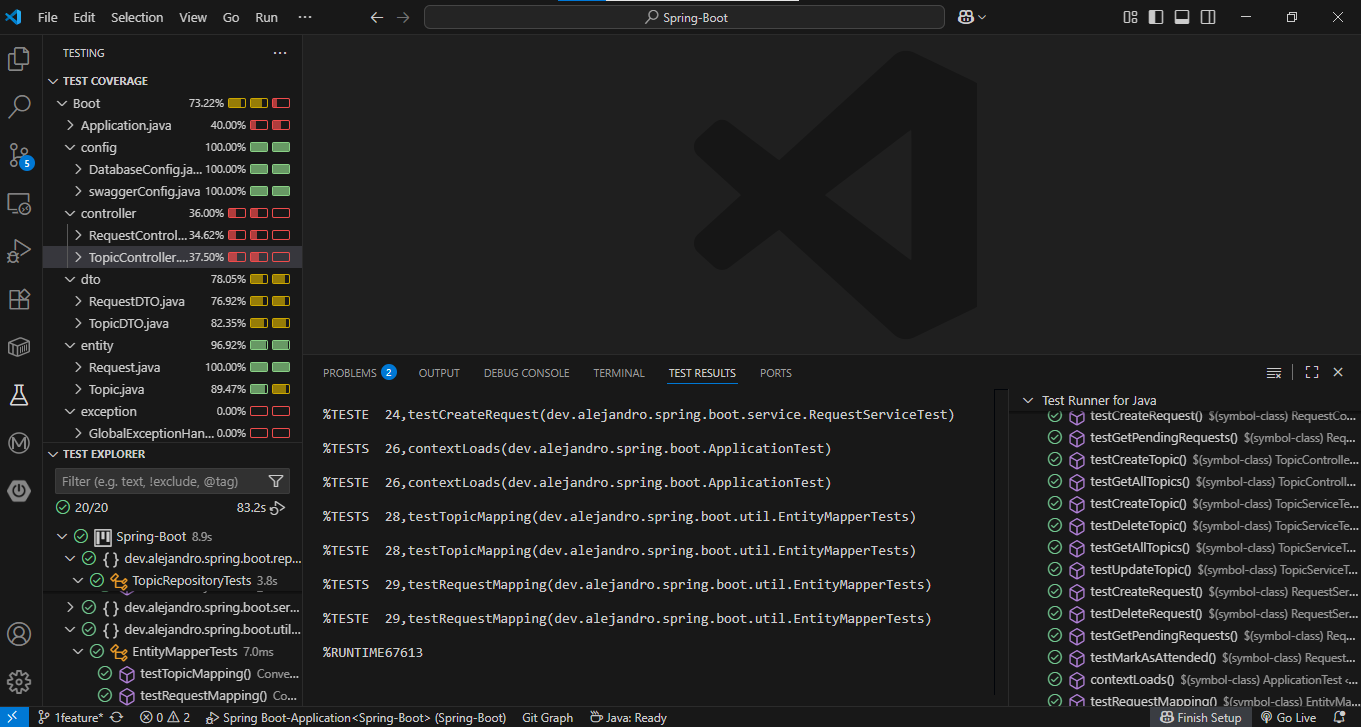 File Edit Selection View Go Run ···
Spring-Boot
TESTING
TEST COVERAGE
Boot 73.22%
Application.java 40.00%
config 100.00%
DatabaseConfig.ja... 100.00%
swaggerConfig.java 100.00%
controller 36.00%
RequestControl... 34.62%
TopicController.... 37.50%
dto 78.05%
RequestDTO.java 76.92%
TopicDTO.java 82.35%
entity 96.92%
Request.java 100.00%
Topic.java 89.47%
exception 0.00%
GlobalExceptionHan... 0.00%
5
TEST EXPLORER
Filter (e.g. text, !exclude, @tag)
20/20 83.2s
Spring-Boot 8.9s
{ } dev.alejandro.spring.boot.rep...
TopicRepositoryTests 3.8s
{ } dev.alejandro.spring.boot.ser...
{ } dev.alejandro.spring.boot.util...
EntityMapperTests 7.0ms
testTopicMapping() Conve...
testRequestMapping() Co...
PROBLEMS 2 OUTPUT DEBUG CONSOLE TERMINAL TEST RESULTS PORTS
%TESTE 24,testCreateRequest(dev.alejandro.spring.boot.service.RequestServiceTest)
%TESTS 26,contextLoads(dev.alejandro.spring.boot.ApplicationTest)
%TESTE 26,contextLoads(dev.alejandro.spring.boot.ApplicationTest)
%TESTS 28,testTopicMapping(dev.alejandro.spring.boot.util.EntityMapperTests)
%TESTE 28,testTopicMapping(dev.alejandro.spring.boot.util.EntityMapperTests)
%TESTS 29,testRequestMapping(dev.alejandro.spring.boot.util.EntityMapperTests)
%TESTE 29,testRequestMapping(dev.alejandro.spring.boot.util.EntityMapperTests)
%RUNTIME67613
Test Runner for Java
testCreateRequest() $(symbol-class) RequestCo...
testGetPendingRequests() $(symbol-class) Req...
testCreateTopic() $(symbol-class) TopicControlle...
testGetAllTopics() $(symbol-class) TopicControll...
testCreateTopic() $(symbol-class) TopicServiceTe...
testDeleteTopic() $(symbol-class) TopicServiceTe...
testGetAllTopics() $(symbol-class) TopicServiceT...
testUpdateTopic() $(symbol-class) TopicServiceT...
testCreateRequest() $(symbol-class) RequestSer...
testDeleteRequest() $(symbol-class) RequestSer...
testGetPendingRequests() $(symbol-class) Req...
testMarkAsAttended() $(symbol-class) Request...
contextLoads() $(symbol-class) ApplicationTest <...
testRequestMapping() $(symbol-class) EntityMa...
1feature* 0 2 Spring Boot-Application<Spring-Boot> (Spring-Boot) Git Graph Java: Ready Finish Setup Go Live